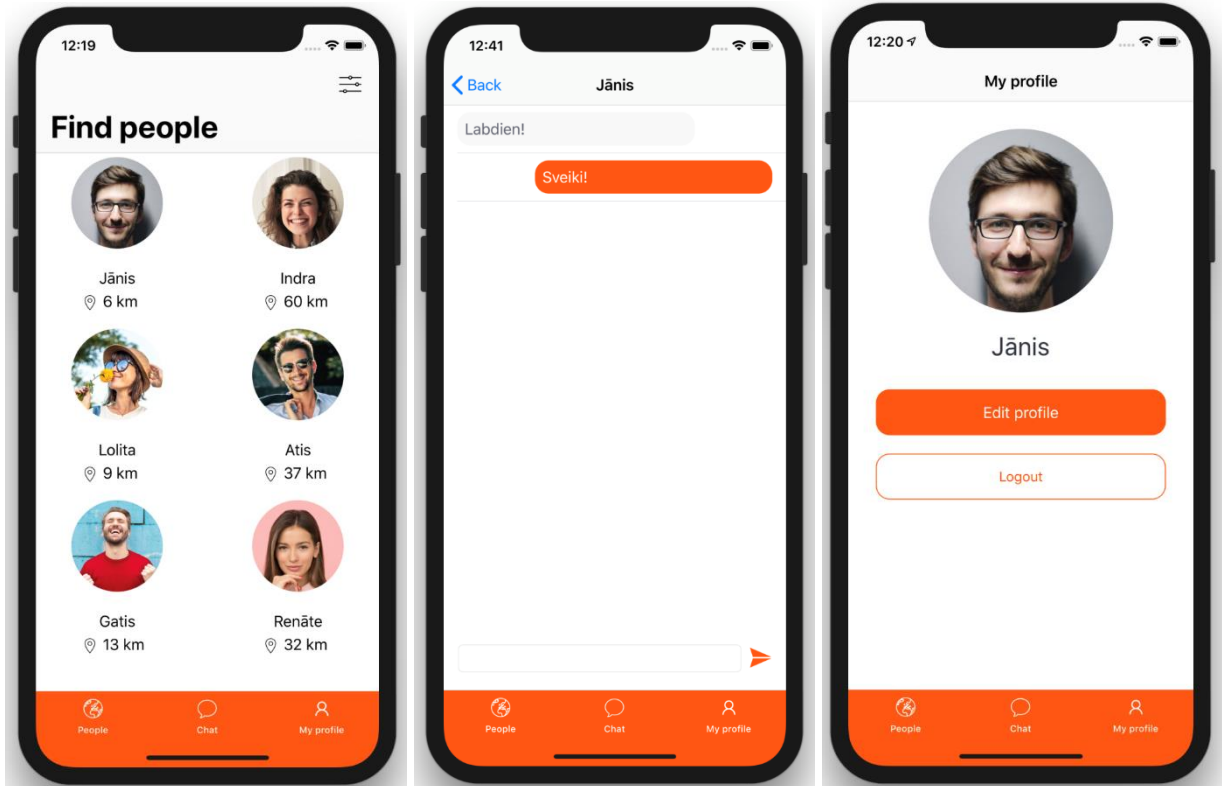 12:19
Find people
Jānis
6 km
Indra
60 km
Lolita
9 km
Atis
37 km
Gatis
13 km
Renāte
32 km
People
Chat
My profile
12:41
Back
Jānis
Labdien!
Sveiki!
People
Chat
My profile
12:20
My profile
Jānis
Edit profile
Logout
People
Chat
My profile